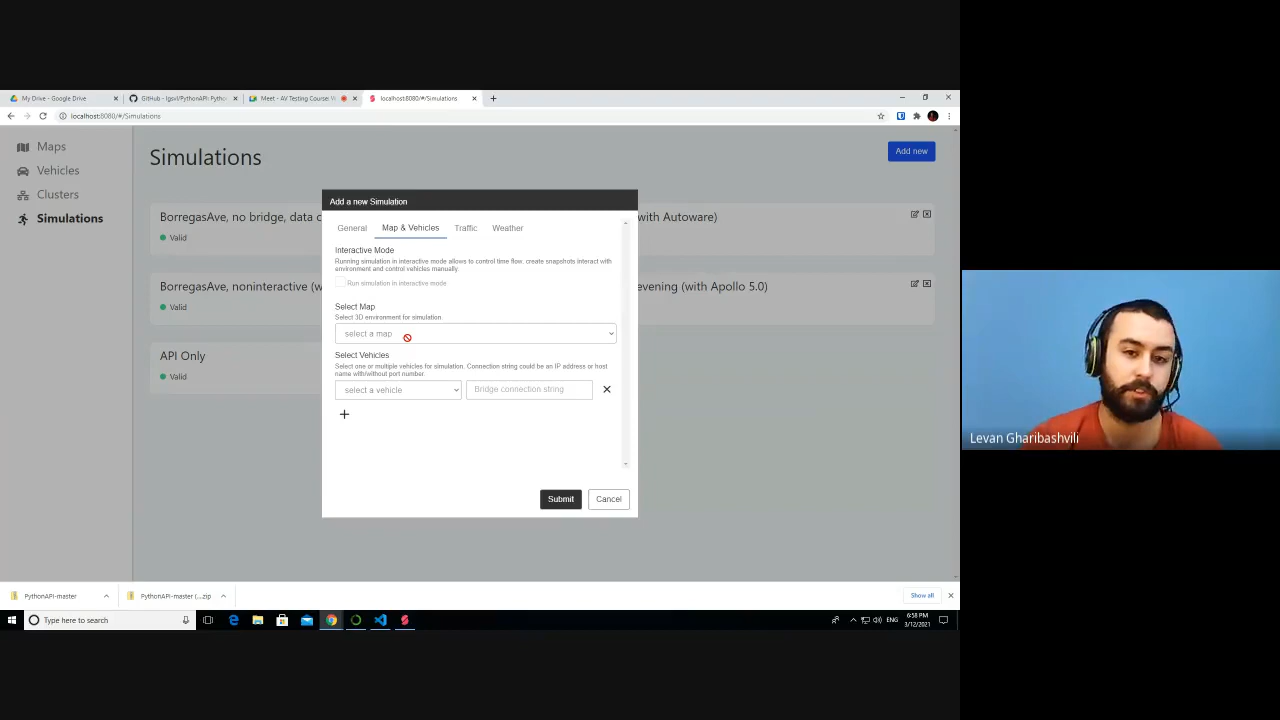 My Drive - Google Drive
GitHub - lgsvl/PythonAPI: Pytho
Meet - AV Testing Course: V
localhost:8080/#/Simulations
localhost:8080/#/Simulations
Maps
Vehicles
Clusters
Simulations
Simulations
Add new
BorregasAve, no bridge, data c
with Autoware)
Valid
BorregasAve, noninteractive (w
evening (with Apollo 5.0)
Valid
API Only
Valid
Add a new Simulation
General
Map & Vehicles
Traffic
Weather
Interactive Mode
Running simulation in interactive mode allows to control time flow, create snapshots interact with
environment and control vehicles manually.
Run simulation in interactive mode
Select Map
Select 3D environment for simulation.
select a map
Select Vehicles
Select one or multiple vehicles for simulation. Connection string could be an IP address or host
name with/without port number.
select a vehicle
Bridge connection string
Submit
Cancel
Levan Gharibashvili
PythonAPI-master
PythonAPI-master (...zip
Show all
Type here to search
ENG
6:58 PM
3/12/2021